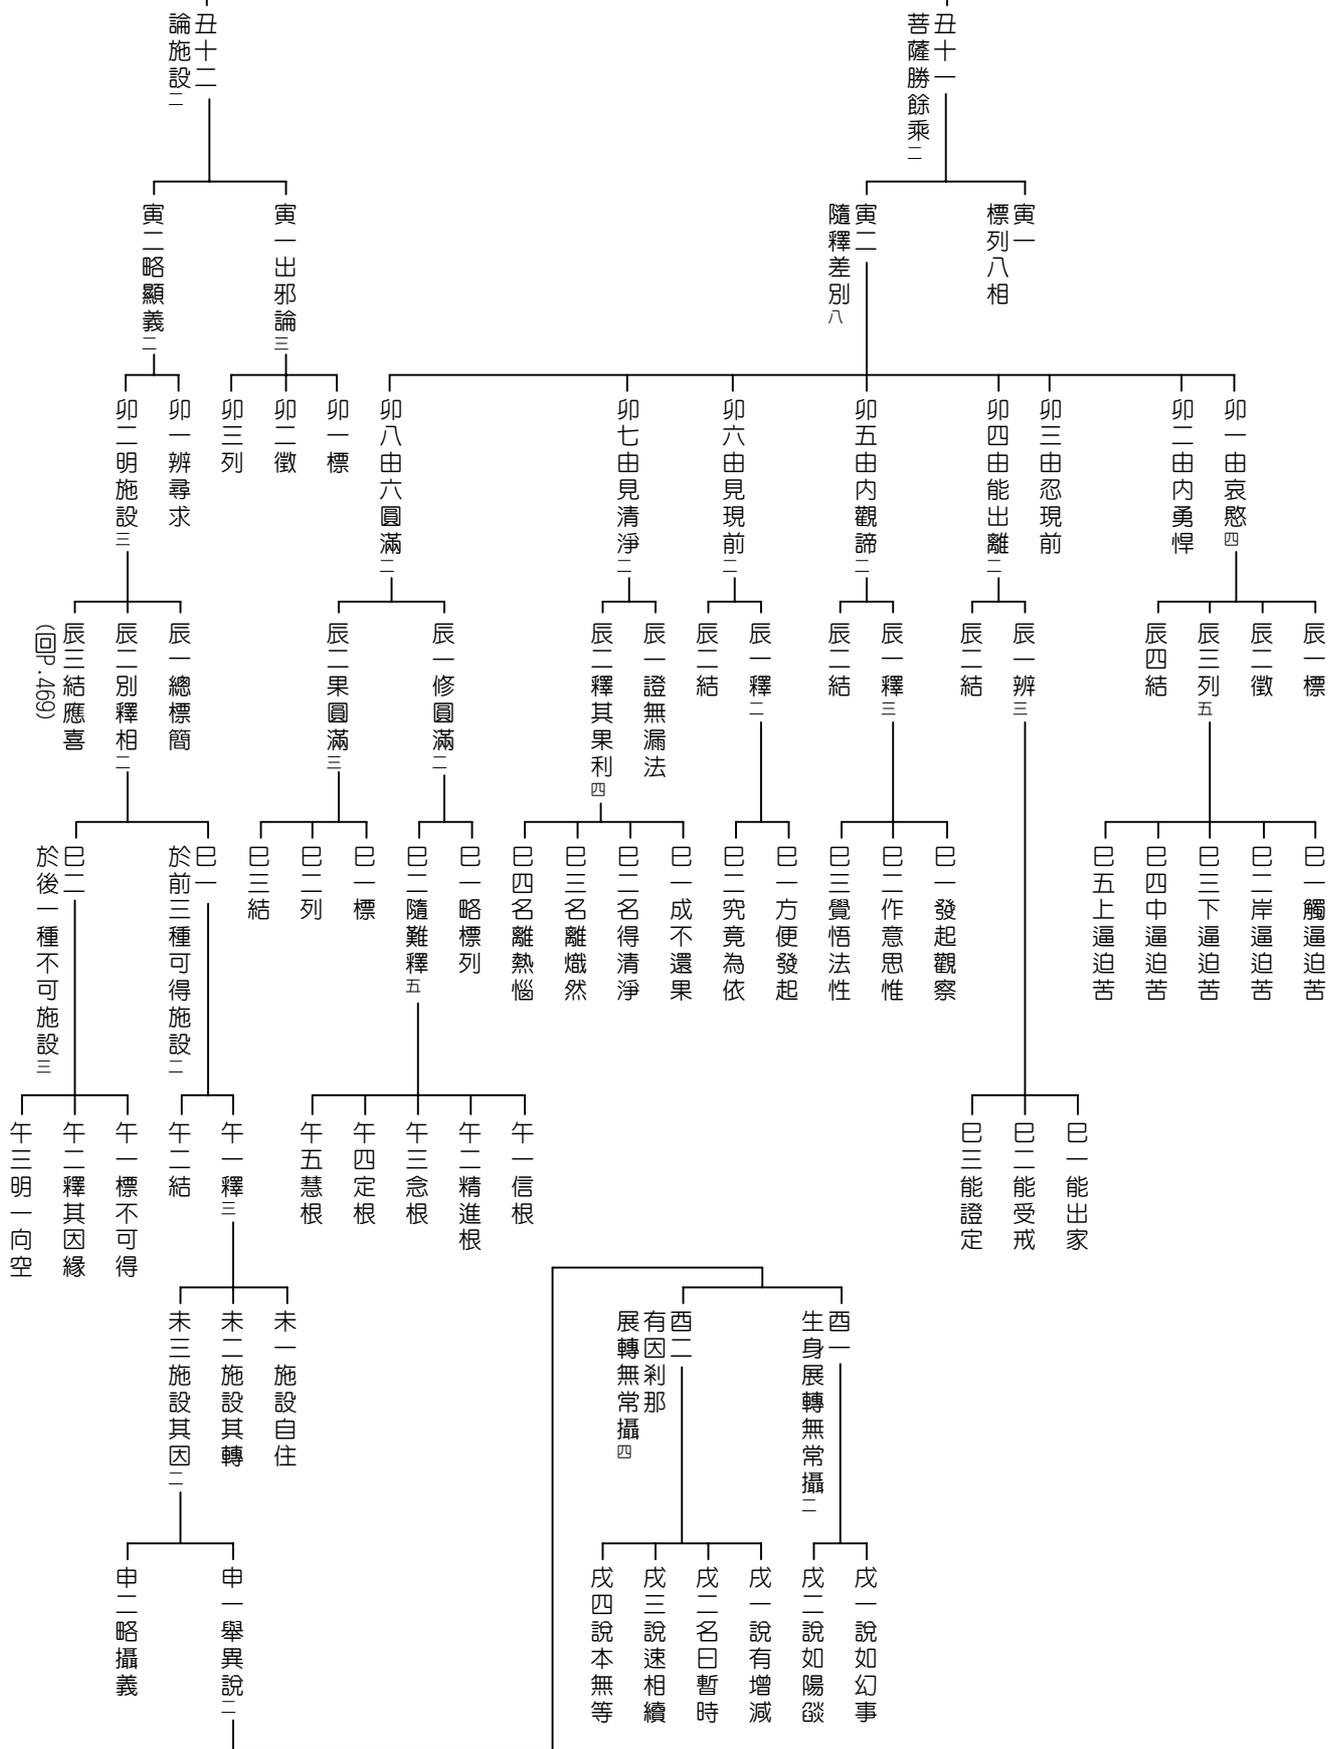 丑十一
菩薩勝餘乘二
丑十二
論施設二
寅一
標列八相
寅二
隨釋差別八
寅一出邪論三
寅二略顯義二
卯一由哀愍四
卯二由內勇悍
卯三由忍現前
卯四由能出離二
卯五由內觀諦二
卯六由見現前二
卯七由見清淨二
卯八由六圓滿二
卯一標
卯二徵
卯三列
卯一辨尋求
卯二明施設三
辰一標
辰二徵
辰三列五
辰四結
辰一辨三
辰二結
辰一釋三
辰二結
辰一釋二
辰二結
辰一證無漏法
辰二釋其果利四
辰一修圓滿二
辰二果圓滿三
辰一總標簡
辰二別釋相二
辰三結應喜
(回P.469)
巳一觸逼迫苦
巳二岸逼迫苦
巳三下逼迫苦
巳四中逼迫苦
巳五上逼迫苦
巳一發起觀察
巳二作意思惟
巳三覺悟法性
巳一方便發起
巳二究竟為依
巳一成不還果
巳二名得清淨
巳三名離熾然
巳四名離熱惱
巳一略標列
巳二隨難釋五
巳一標
巳二列
巳三結
巳一
於前三種可得施設二
巳二
於後一種不可施設三
巳一能出家
巳二能受戒
巳三能證定
午一信根
午二精進根
午三念根
午四定根
午五慧根
午一釋三
午二結
午一標不可得
午二釋其因緣
午三明一向空
酉一
生身展轉無常攝二
酉二
有因剎那
展轉無常攝四
未一施設自住
未二施設其轉
未三施設其因二
戌一說如幻事
戌二說如陽燄
戌一說有增減
戌二名曰暫時
戌三說速相續
戌四說本無等
申一舉異說二
申二略攝義